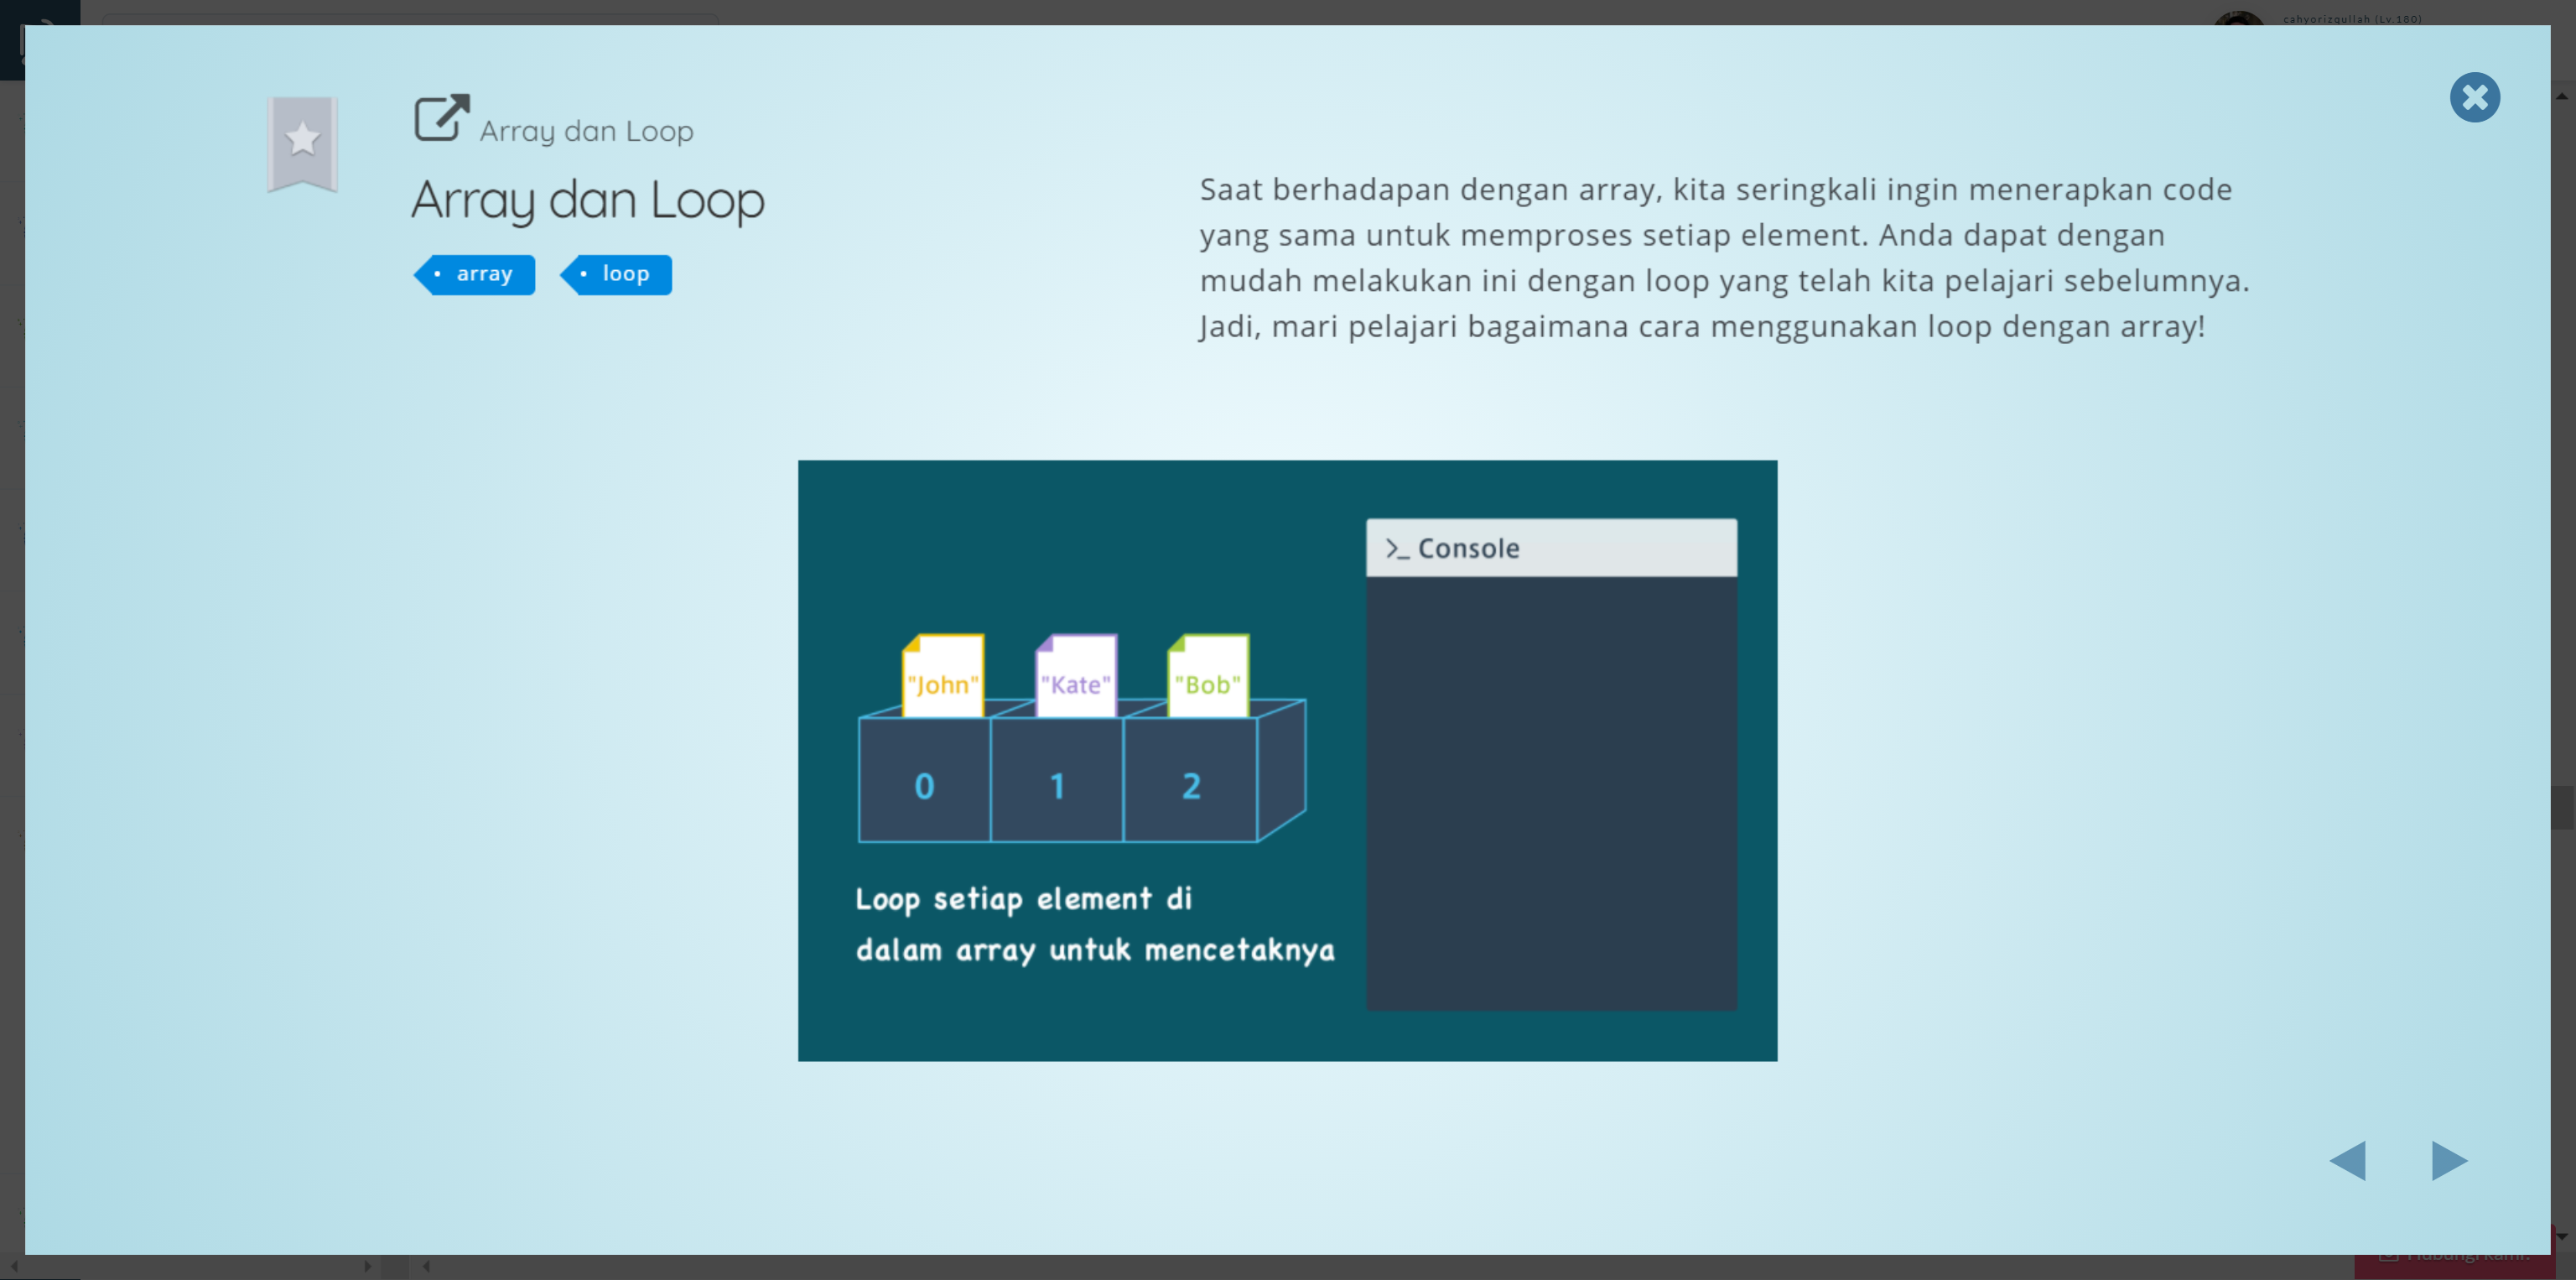 cahyorizqullah (Lv.180)
Array dan Loop
Array dan Loop
array
loop
Saat berhadapan dengan array, kita seringkali ingin menerapkan code
yang sama untuk memproses setiap element. Anda dapat dengan
mudah melakukan ini dengan loop yang telah kita pelajari sebelumnya.
Jadi, mari pelajari bagaimana cara menggunakan loop dengan array!
>_ Console
"John"
"Kate"
"Bob"
0
1
2
Loop setiap element di
dalam array untuk mencetaknya
Hubungi kami!